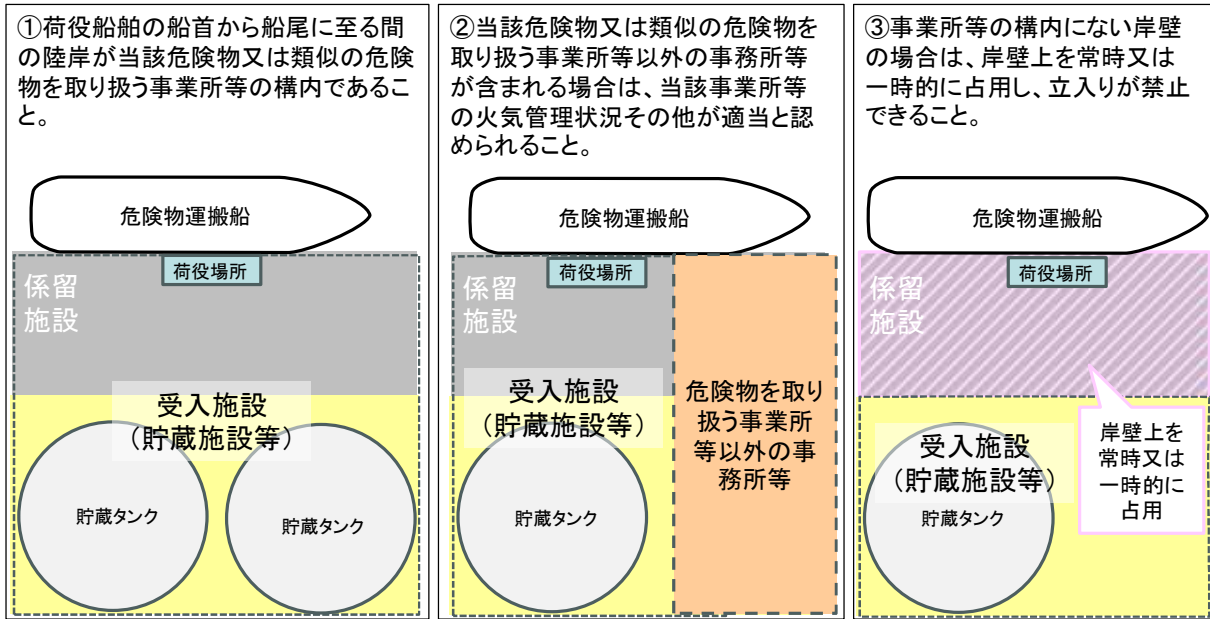 ①荷役船舶の船首から船尾に至る間
の陸岸が当該危険物又は類似の危険
物を取り扱う事業所等の構内であるこ
と。
危険物運搬船
荷役場所
係留
施設
受入施設
（貯蔵施設等）
貯蔵タンク
貯蔵タンク
②当該危険物又は類似の危険物を
取り扱う事業所等以外の事務所等
が含まれる場合は、当該事業所等
の火気管理状況その他が適当と認
められること。
危険物運搬船
荷役場所
係留
施設
受入施設
（貯蔵施設等）
貯蔵タンク
危険物を取り
扱う事業所
等以外の事
務所等
③事業所等の構内にない岸壁
の場合は、岸壁上を常時又は
一時的に占用し、立入りが禁止
できること。
危険物運搬船
荷役場所
係留
施設
受入施設
（貯蔵施設等）
貯蔵タンク
岸壁上を
常時又は
一時的に
占用